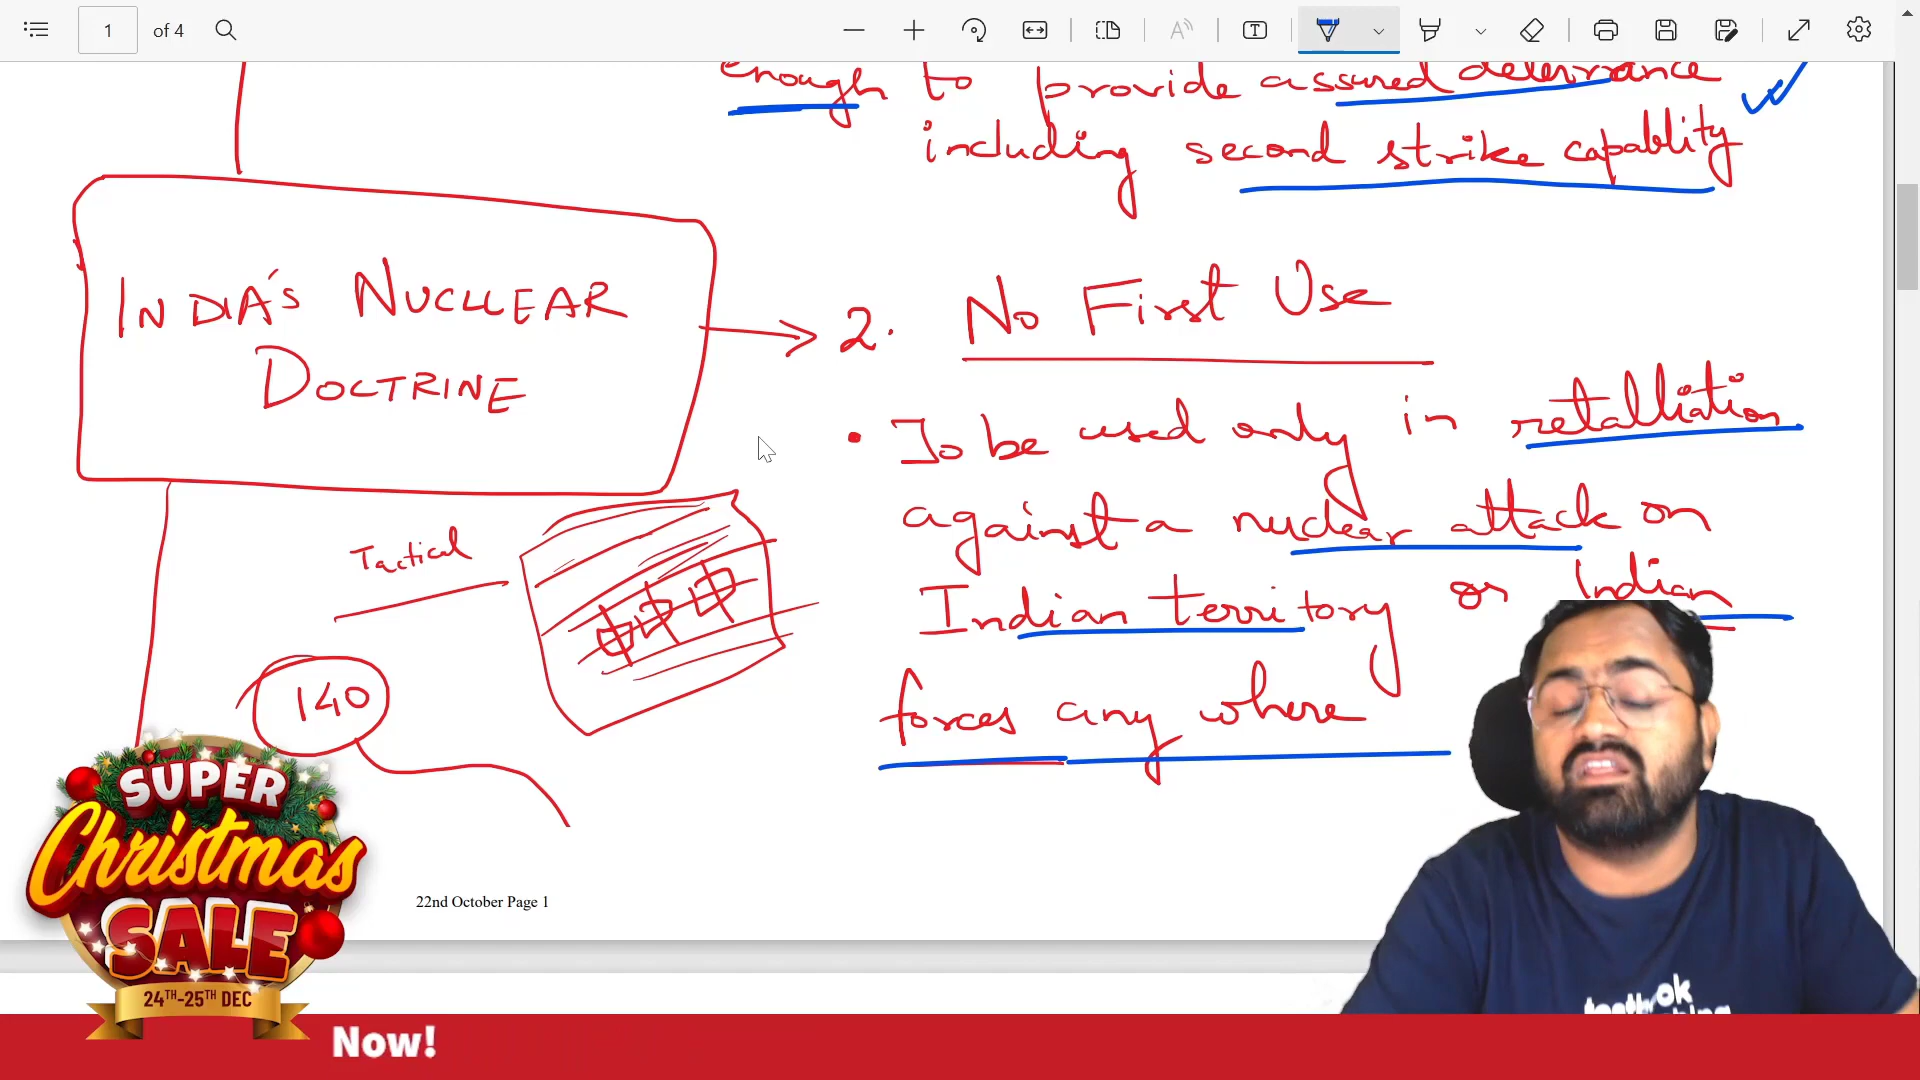 1 of 4
enough to provide assured deterrance
including second strike capablity
INDIA'S NUCLEAR
DOCTRINE
2. No First Use
• To be used only in retalliation
against a nuclear attack on
Indian territory or Indian
forces any where
Tactical
140
SUPER
Christmas
SALE
24TH-25TH DEC
22nd October Page 1
Now!